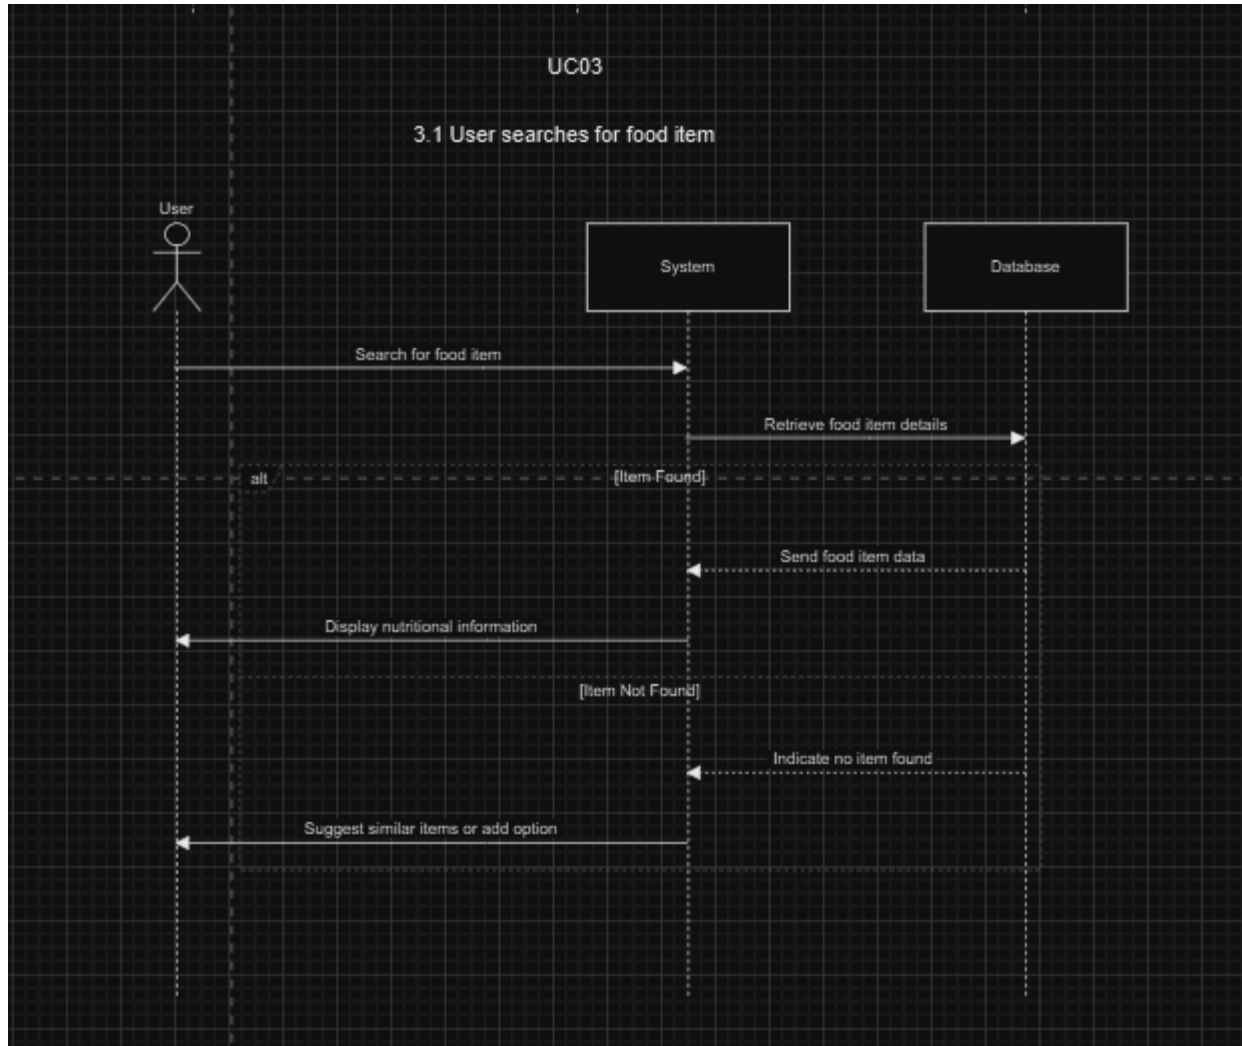 UC03
3.1 User searches for food item
User
System
Database
Search for food item
Retrieve food item details
alt
[Item Found]
Send food item data
Display nutritional information
[Item Not Found]
Indicate no item found
Suggest similar items or add option